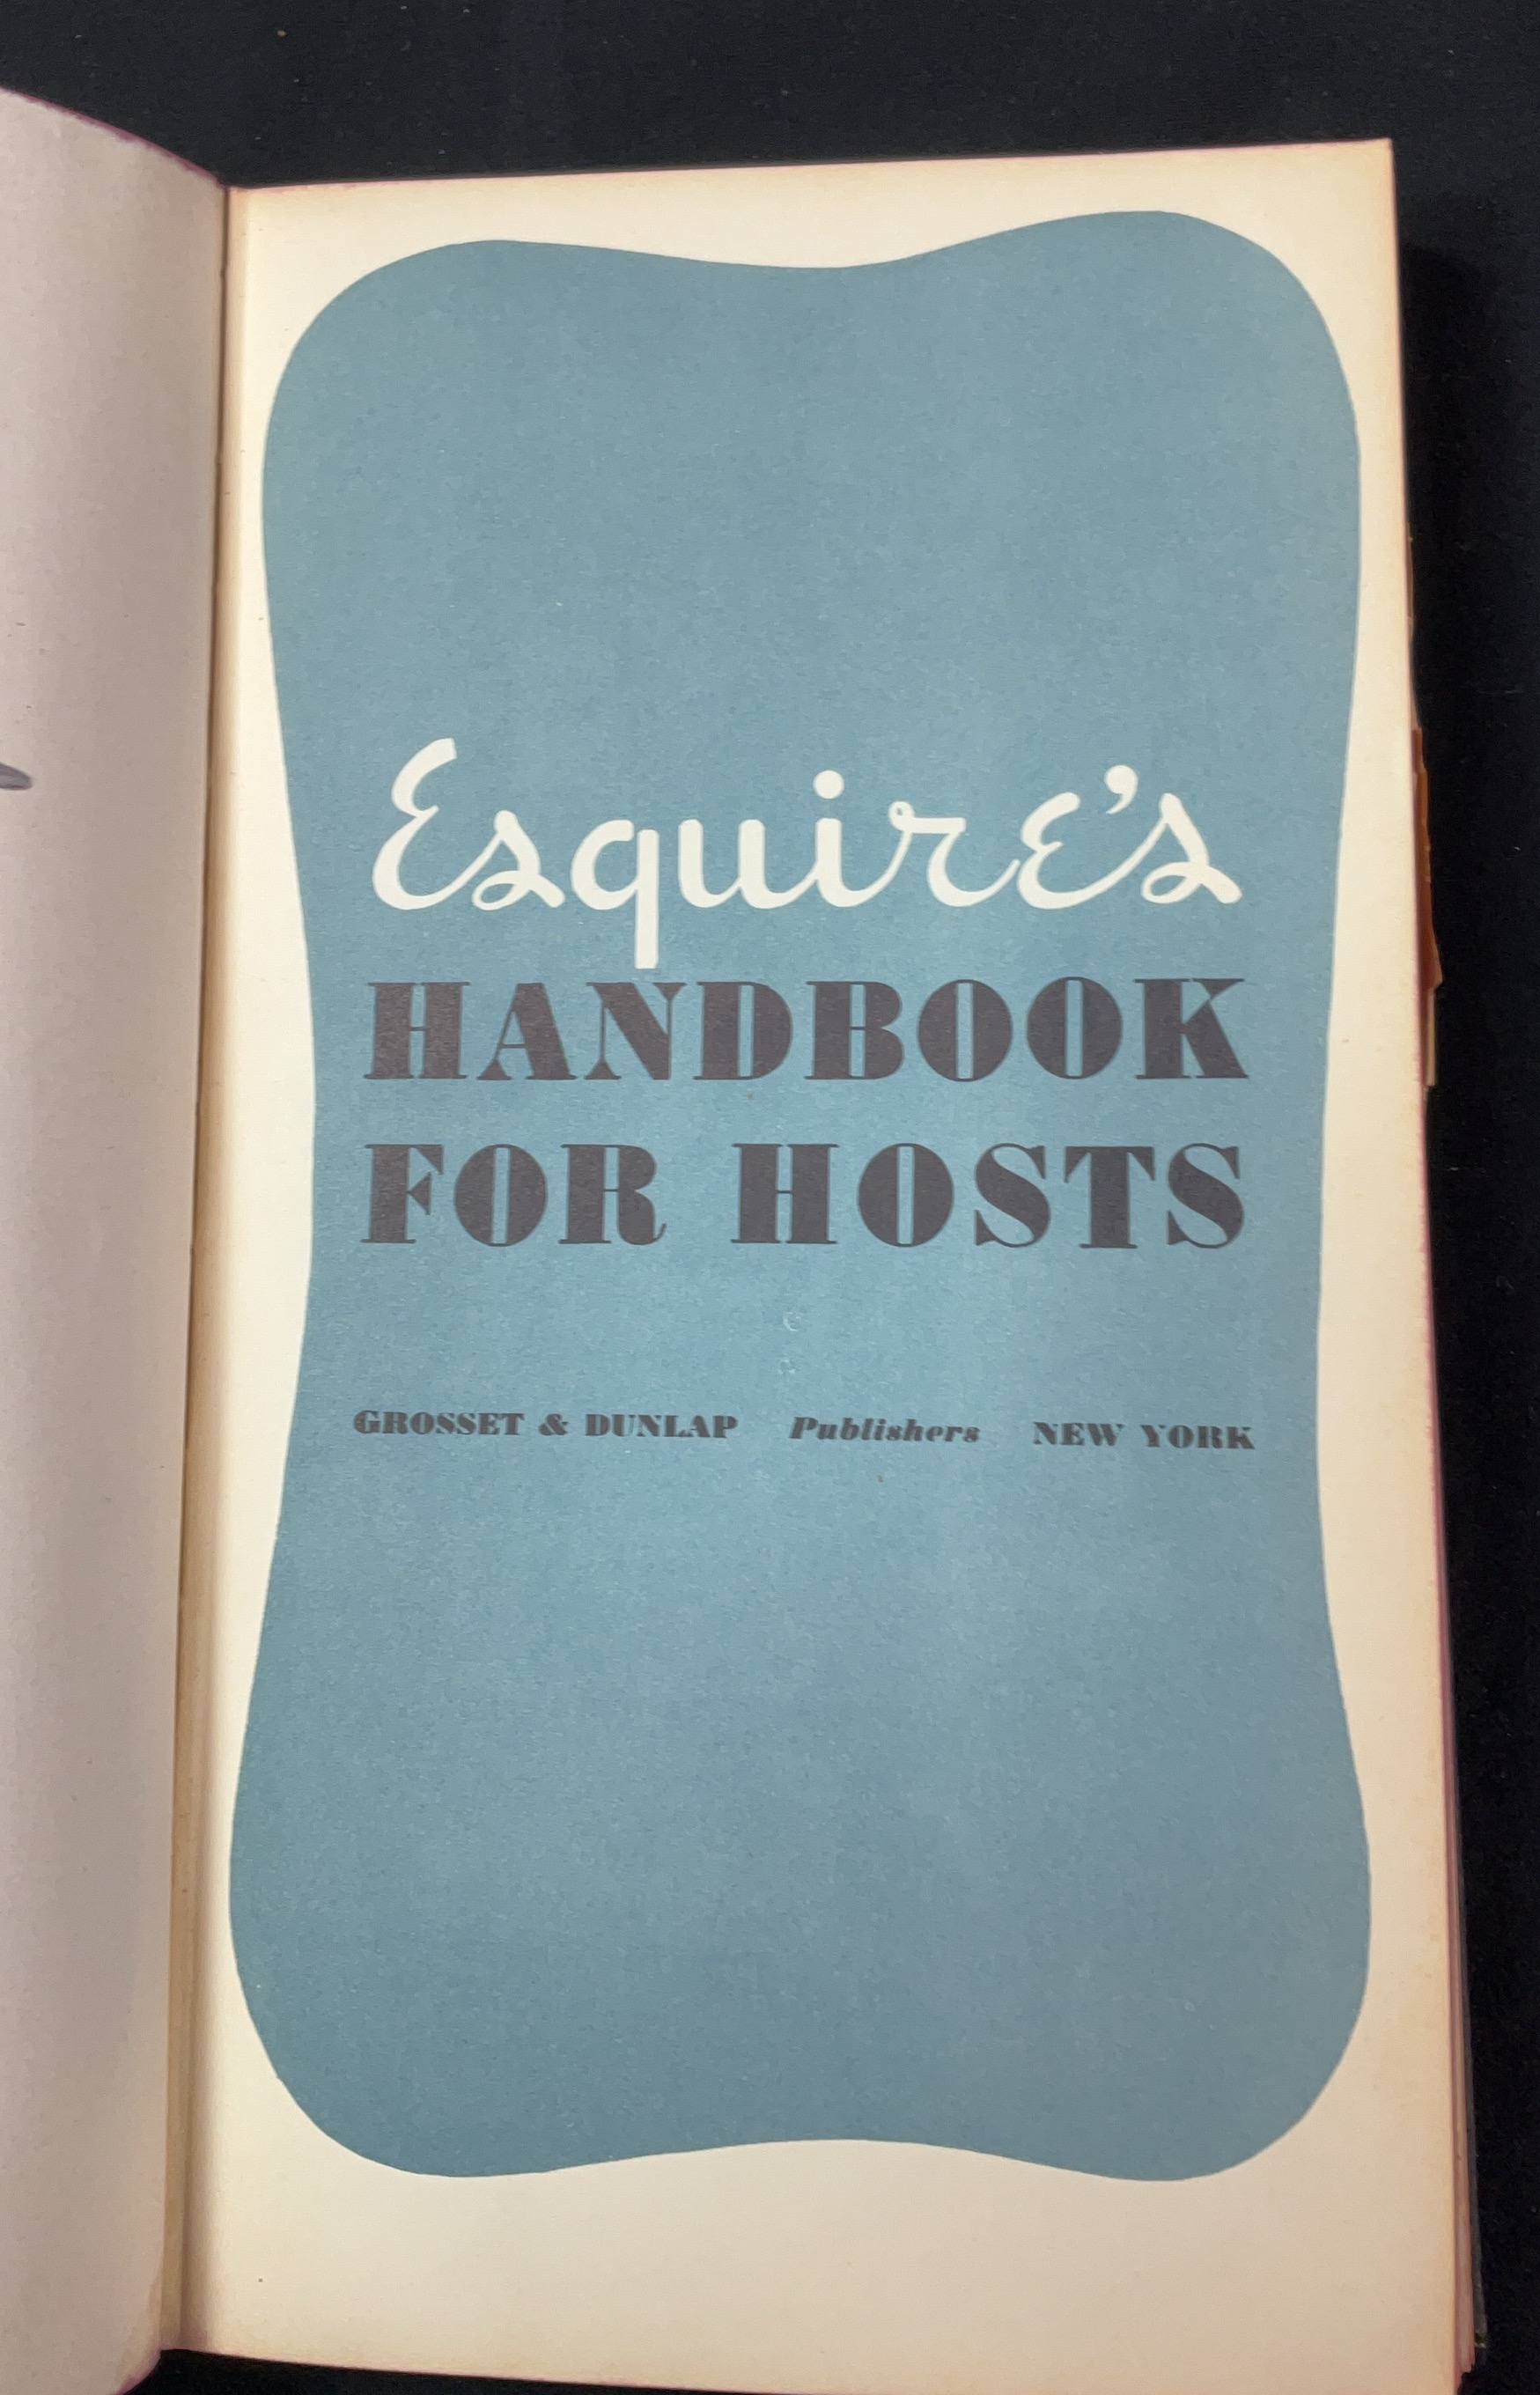 Esquire's
HANDBOOK
FOR HOSTS
GROSSET & DUNLAP Publishers NEW YORK